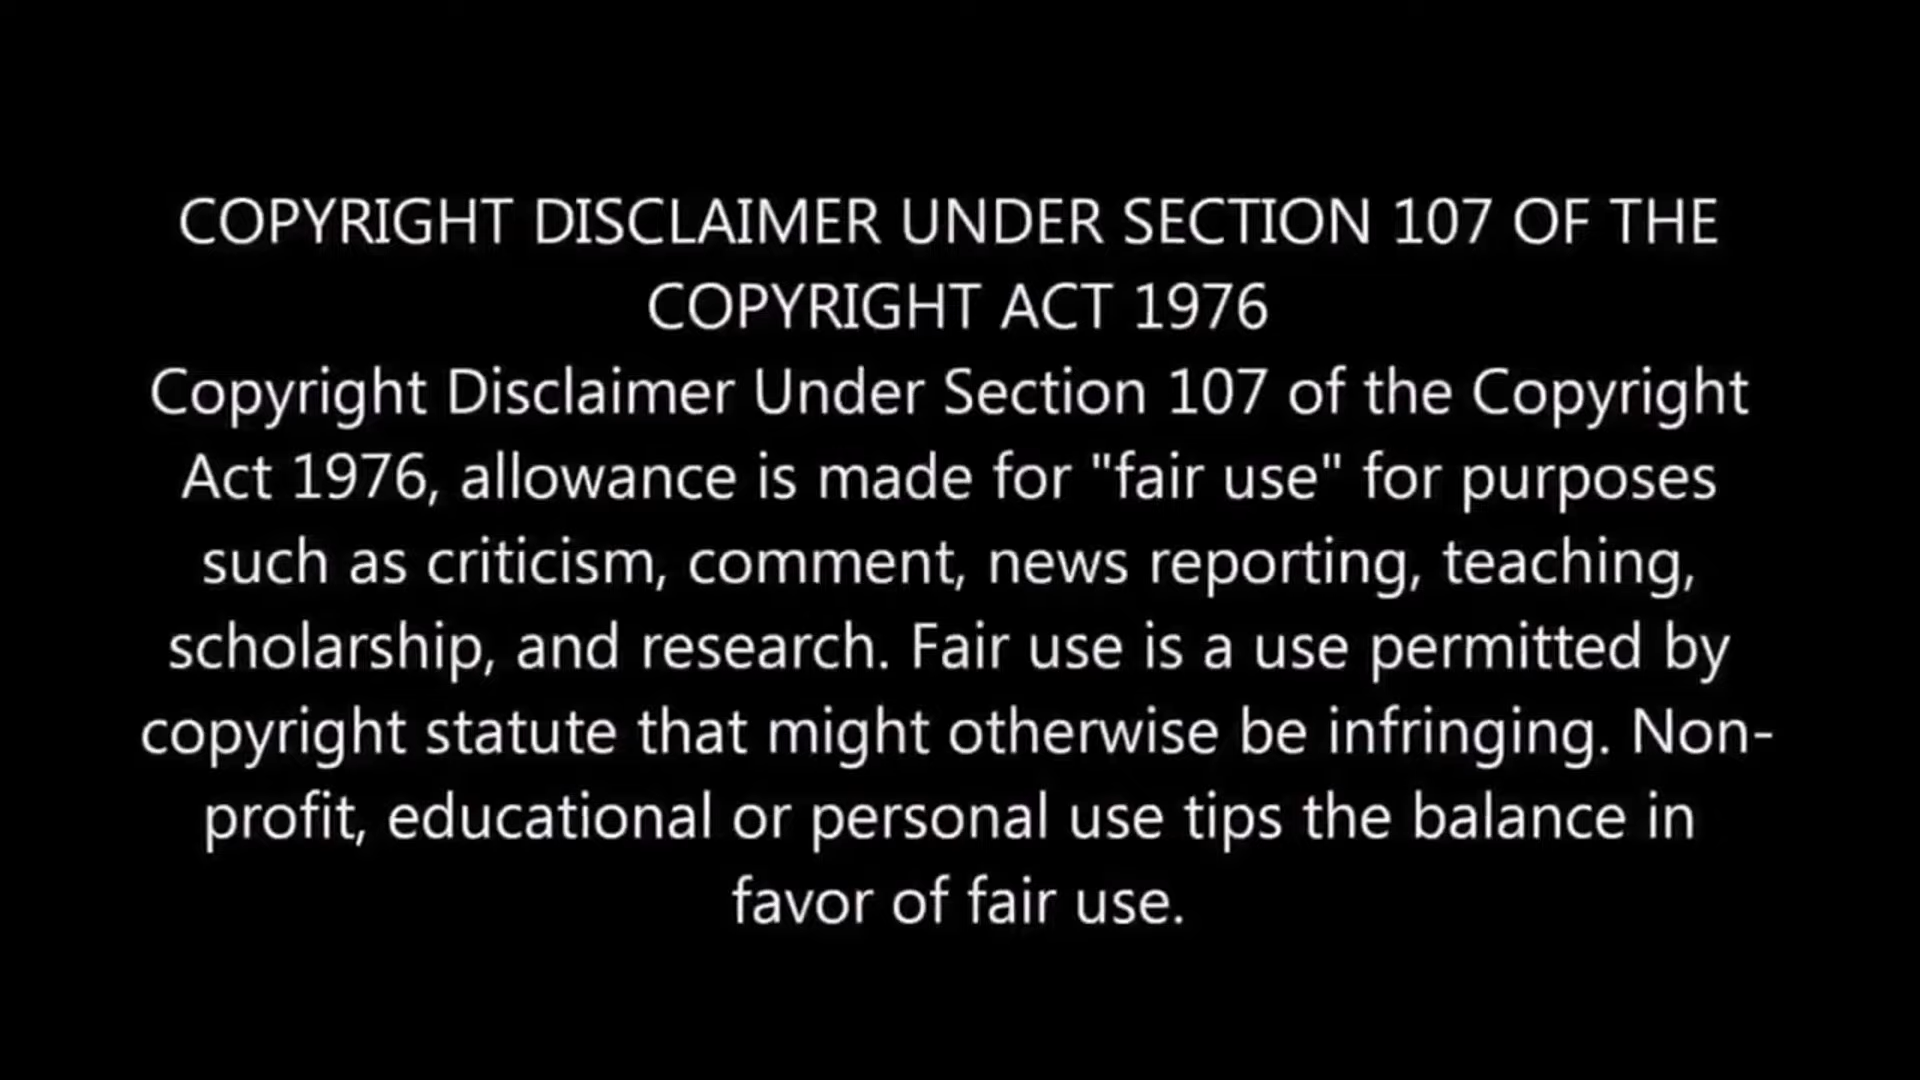 COPYRIGHT DISCLAIMER UNDER SECTION 107 OF THE
COPYRIGHT ACT 1976
Copyright Disclaimer Under Section 107 of the Copyright
Act 1976, allowance is made for "fair use" for purposes
such as criticism, comment, news reporting, teaching,
scholarship, and research. Fair use is a use permitted by
copyright statute that might otherwise be infringing. Non-
profit, educational or personal use tips the balance in
favor of fair use.